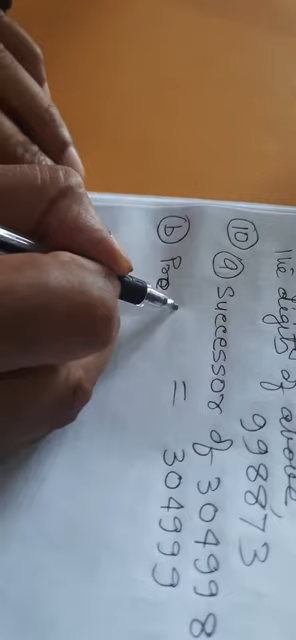 the digits of above
998873
(10) (a) Successor of 304998
= 304999
(b) Pre